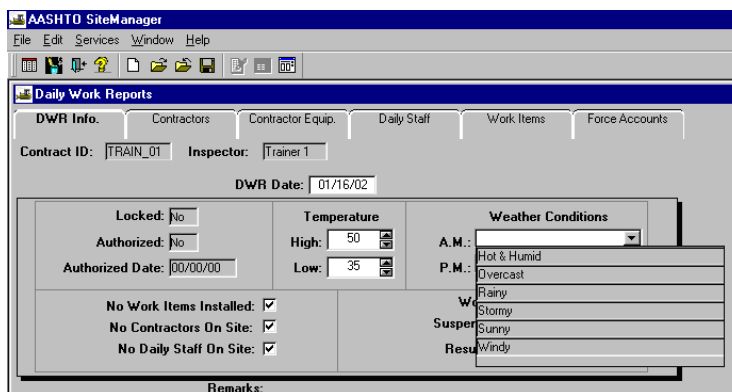 AASHTO SiteManager
File Edit Services Window Help
Daily Work Reports
DWR Info. Contractors Contractor Equip. Daily Staff Work Items Force Accounts
Contract ID: TRAIN_01 Inspector: Trainer 1
DWR Date: 01/16/02
Locked: No Temperature Weather Conditions
Authorized: No High: 50 A.M.:
Hot & Humid
Authorized Date: 00/00/00 Low: 35 P.M.:
Overcast
Rainy
No Work Items Installed:
Stormy
No Contractors On Site: Suspen
Sunny
No Daily Staff On Site: Resu
Windy
Remarks: